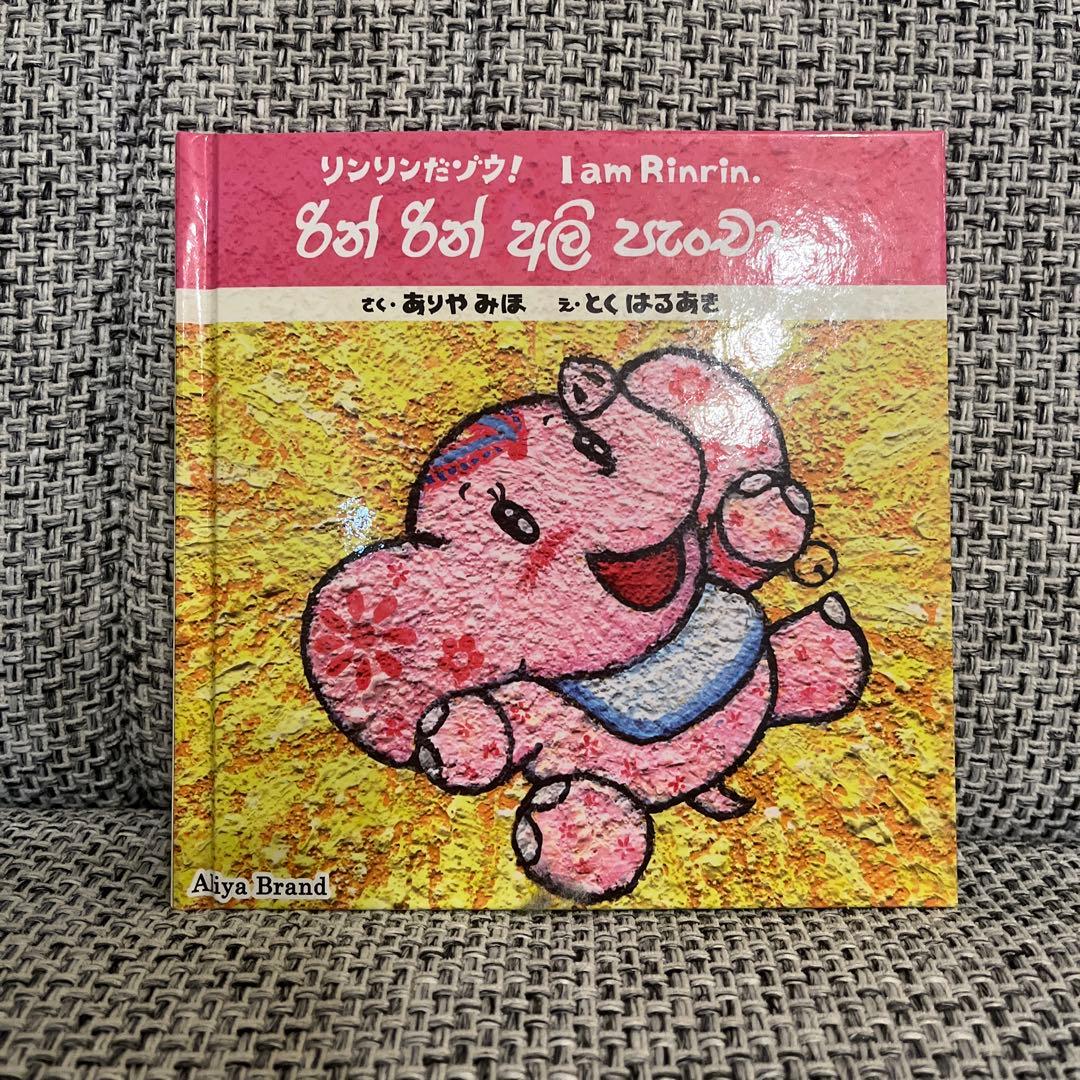 リンリンだゾウ! I am Rinrin.
රින් රින් අලි පැංචා
さく・ありや みほ え・とく はるあき
Aliya Brand